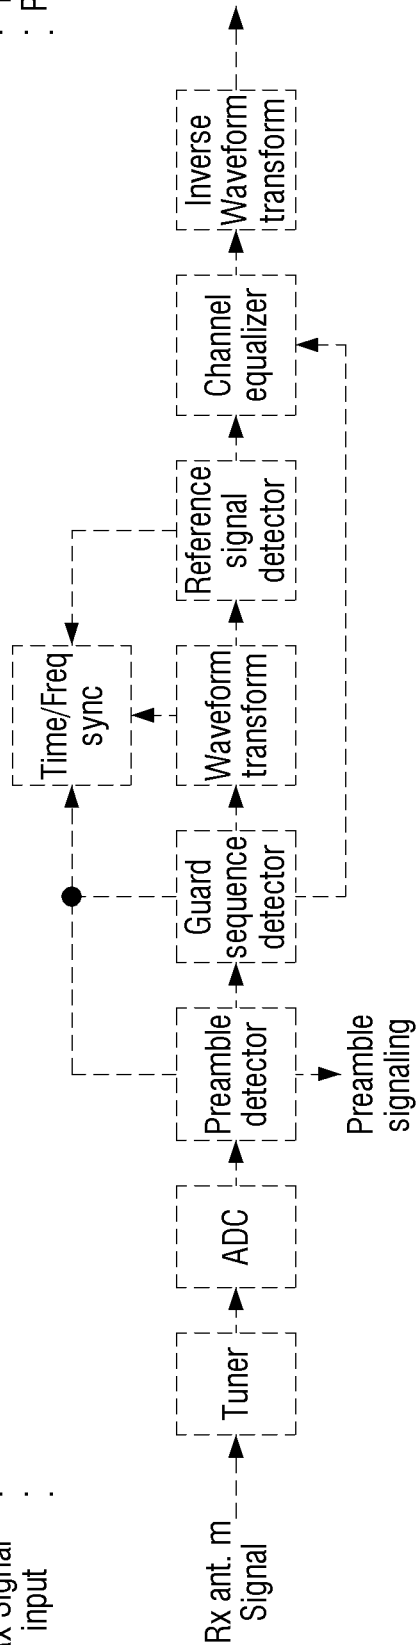 input
Rx ant. m
Signal
Tuner
ADC
Preamble
detector
Preamble
signaling
Guard
sequence
detector
Time/Freq
sync
Waveform
transform
Reference
signal
detector
Channel
equalizer
Inverse
Waveform
transform